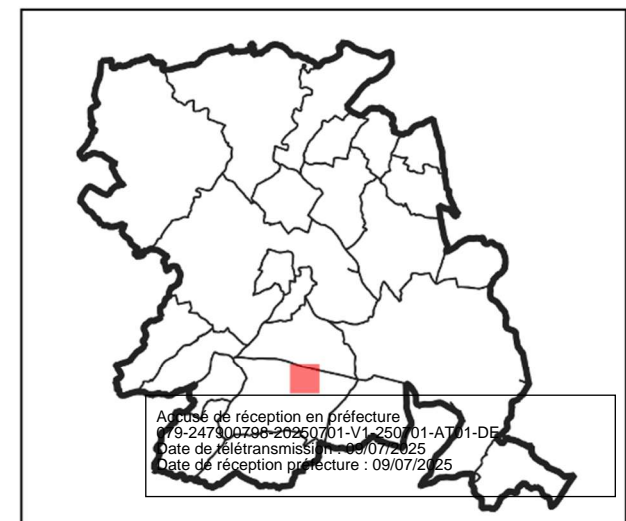 Accusé de réception en préfecture
079-247900798-20250701-V1-250701-AT01-DE
Date de télétransmission : 09/07/2025
Date de réception préfecture : 09/07/2025